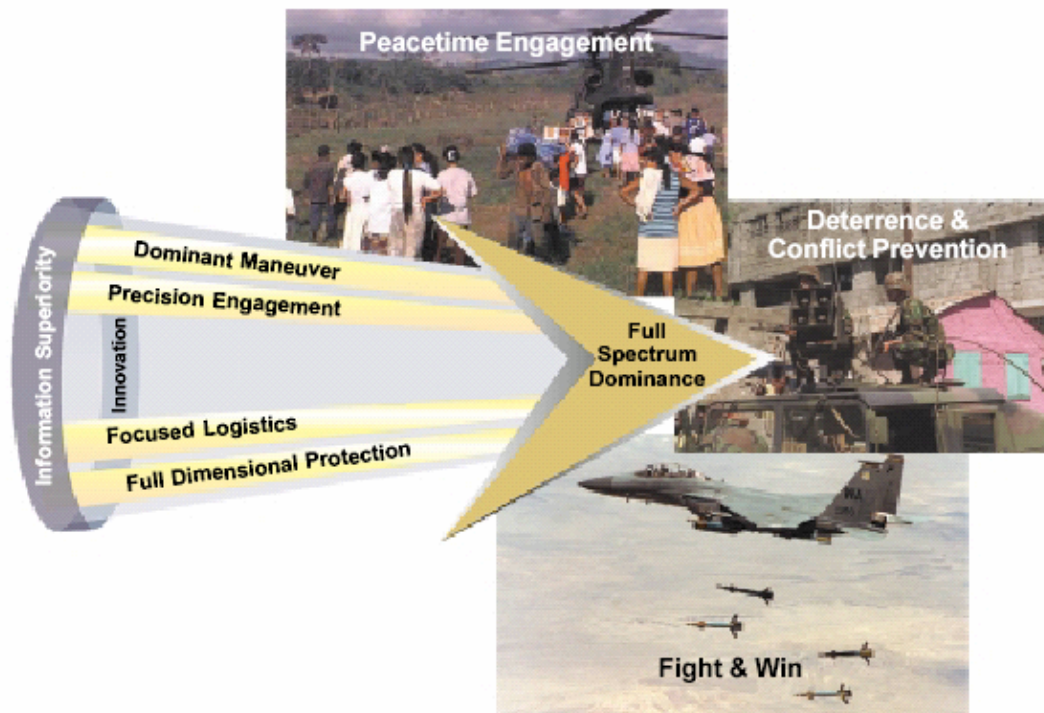 Peacetime Engagement
Deterrence &
Conflict Prevention
Information Superiority
Innovation
Dominant Maneuver
Precision Engagement
Focused Logistics
Full Dimensional Protection
Full
Spectrum
Dominance
Fight & Win